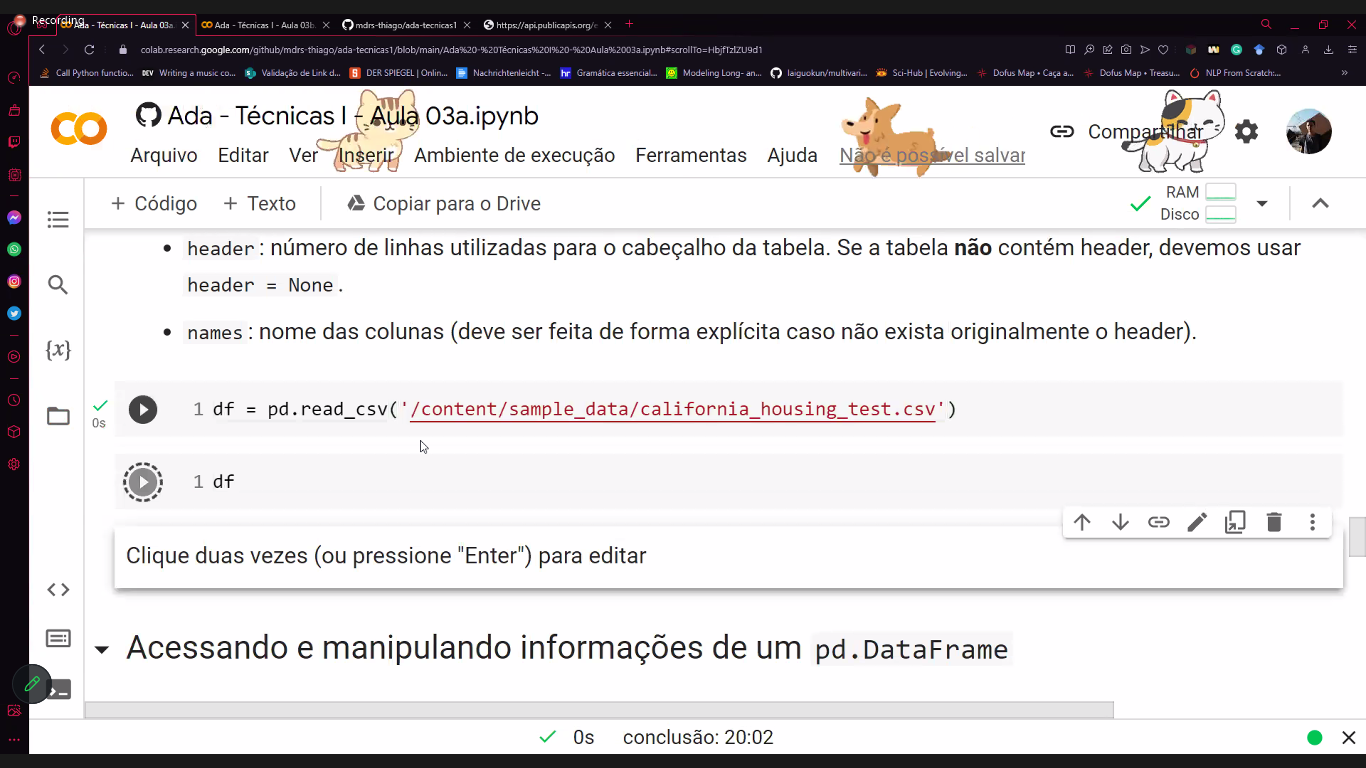 Recording
Ada - Técnicas I - Aula 03a.
Ada - Técnicas I - Aula 03b.
mdrs-thiago/ada-tecnicas1
https://api.publicapis.org/e
colab.research.google.com/github/mdrs-thiago/ada-tecnicas1/blob/main/Ada%20-%20Técnicas%20I%20-%20Aula%2003a.ipynb#scrollTo=HbjfTzlZU9d1
Call Python functio...
DEV Writing a music co...
Validação de Link d...
DER SPIEGEL | Onlin...
Nachrichtenleicht -...
hr Gramática essencial...
Modeling Long- an...
laiguokun/multivari...
Sci-Hub | Evolving...
Dofus Map • Caça a...
Dofus Map • Treasu...
NLP From Scratch:...
»
Ada - Técnicas I - Aula 03a.ipynb
Compartilhar
Arquivo Editar Ver Inserir Ambiente de execução Ferramentas Ajuda Não é possível salvar
+ Código + Texto Copiar para o Drive
RAM
Disco
header: número de linhas utilizadas para o cabeçalho da tabela. Se a tabela não contém header, devemos usar
header = None.
names: nome das colunas (deve ser feita de forma explícita caso não exista originalmente o header).
{x}
0s
1 df = pd.read_csv('/content/sample_data/california_housing_test.csv')
1 df
Clique duas vezes (ou pressione "Enter") para editar
Acessando e manipulando informações de um pd.DataFrame
0s conclusão: 20:02